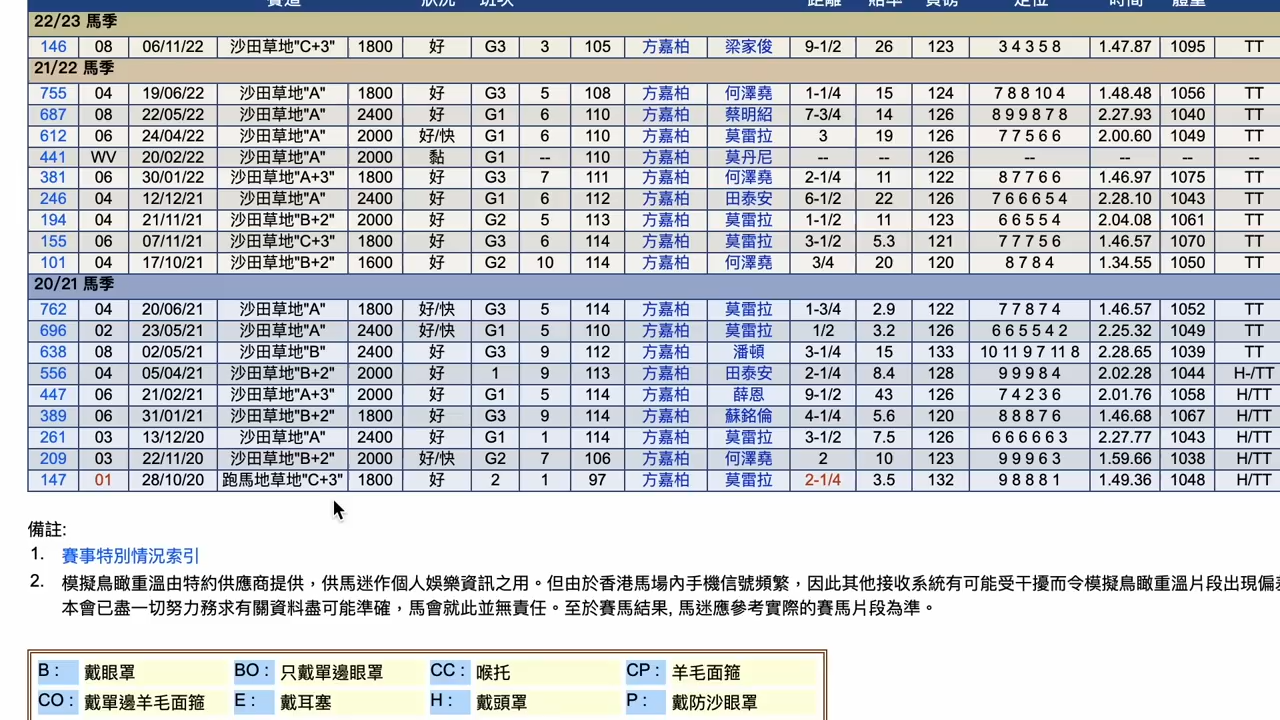 賽道 狀況 班次 距離 賠率 負磅 走位 時間 體重
22/23 馬季
146 08 06/11/22 沙田草地"C+3" 1800 好 G3 3 105 方嘉柏 梁家俊 9-1/2 26 123 3 4 3 5 8 1.47.87 1095 TT
21/22 馬季
755 04 19/06/22 沙田草地"A" 1800 好 G3 5 108 方嘉柏 何澤堯 1-1/4 15 124 7 8 8 10 4 1.48.48 1056 TT
687 08 22/05/22 沙田草地"A" 2400 好 G1 6 110 方嘉柏 蔡明紹 7-3/4 14 126 8 9 9 8 7 8 2.27.93 1040 TT
612 06 24/04/22 沙田草地"A" 2000 好/快 G1 6 110 方嘉柏 莫雷拉 3 19 126 7 7 5 6 6 2.00.60 1049 TT
441 WV 20/02/22 沙田草地"A" 2000 黏 G1 -- 110 方嘉柏 莫丹尼 -- -- 126 -- -- -- --
381 06 30/01/22 沙田草地"A+3" 1800 好 G3 7 111 方嘉柏 何澤堯 2-1/4 11 122 8 7 7 6 6 1.46.97 1075 TT
246 04 12/12/21 沙田草地"A" 2400 好 G1 6 112 方嘉柏 田泰安 6-1/2 22 126 7 6 6 6 5 4 2.28.10 1043 TT
194 04 21/11/21 沙田草地"B+2" 2000 好 G2 5 113 方嘉柏 莫雷拉 1-1/2 11 123 6 6 5 5 4 2.04.08 1061 TT
155 06 07/11/21 沙田草地"C+3" 1800 好 G3 6 114 方嘉柏 莫雷拉 3-1/2 5.3 121 7 7 7 5 6 1.46.57 1070 TT
101 04 17/10/21 沙田草地"B+2" 1600 好 G2 10 114 方嘉柏 何澤堯 3/4 20 120 8 7 8 4 1.34.55 1050 TT
20/21 馬季
762 04 20/06/21 沙田草地"A" 1800 好/快 G3 5 114 方嘉柏 莫雷拉 1-3/4 2.9 122 7 7 8 7 4 1.46.57 1052 TT
696 02 23/05/21 沙田草地"A" 2400 好/快 G1 5 110 方嘉柏 莫雷拉 1/2 3.2 126 6 6 5 5 4 2 2.25.32 1049 TT
638 08 02/05/21 沙田草地"B" 2400 好 G3 9 112 方嘉柏 潘頓 3-1/4 15 133 10 11 9 7 11 8 2.28.65 1039 TT
556 04 05/04/21 沙田草地"B+2" 2000 好 1 9 113 方嘉柏 田泰安 2-1/4 8.4 128 9 9 9 8 4 2.02.28 1044 H-/TT
447 06 21/02/21 沙田草地"A+3" 2000 好 G1 5 114 方嘉柏 薛恩 9-1/2 43 126 7 4 2 3 6 2.01.76 1058 H/TT
389 06 31/01/21 沙田草地"B+2" 1800 好 G3 9 114 方嘉柏 蘇銘倫 4-1/4 5.6 120 8 8 8 7 6 1.46.68 1067 H/TT
261 03 13/12/20 沙田草地"A" 2400 好 G1 1 114 方嘉柏 莫雷拉 3-1/2 7.5 126 6 6 6 6 6 3 2.27.77 1043 H/TT
209 03 22/11/20 沙田草地"B+2" 2000 好/快 G2 7 106 方嘉柏 何澤堯 2 10 123 9 9 9 6 3 1.59.66 1038 H/TT
147 01 28/10/20 跑馬地草地"C+3" 1800 好 2 1 97 方嘉柏 莫雷拉 2-1/4 3.5 132 9 8 8 8 1 1.49.36 1048 H/TT
備註:
1. 賽事特別情況索引
2. 模擬鳥瞰重溫由特約供應商提供，供馬迷作個人娛樂資訊之用。但由於香港馬場內手機信號頻繁，因此其他接收系統有可能受干擾而令模擬鳥瞰重溫片段出現偏差
本會已盡一切努力務求有關資料盡可能準確，馬會就此並無責任。至於賽馬結果, 馬迷應參考實際的賽馬片段為準。
B： 戴眼罩 BO： 只戴單邊眼罩 CC： 喉托 CP： 羊毛面箍
CO： 戴單邊羊毛面箍 E： 戴耳塞 H： 戴頭罩 P： 戴防沙眼罩